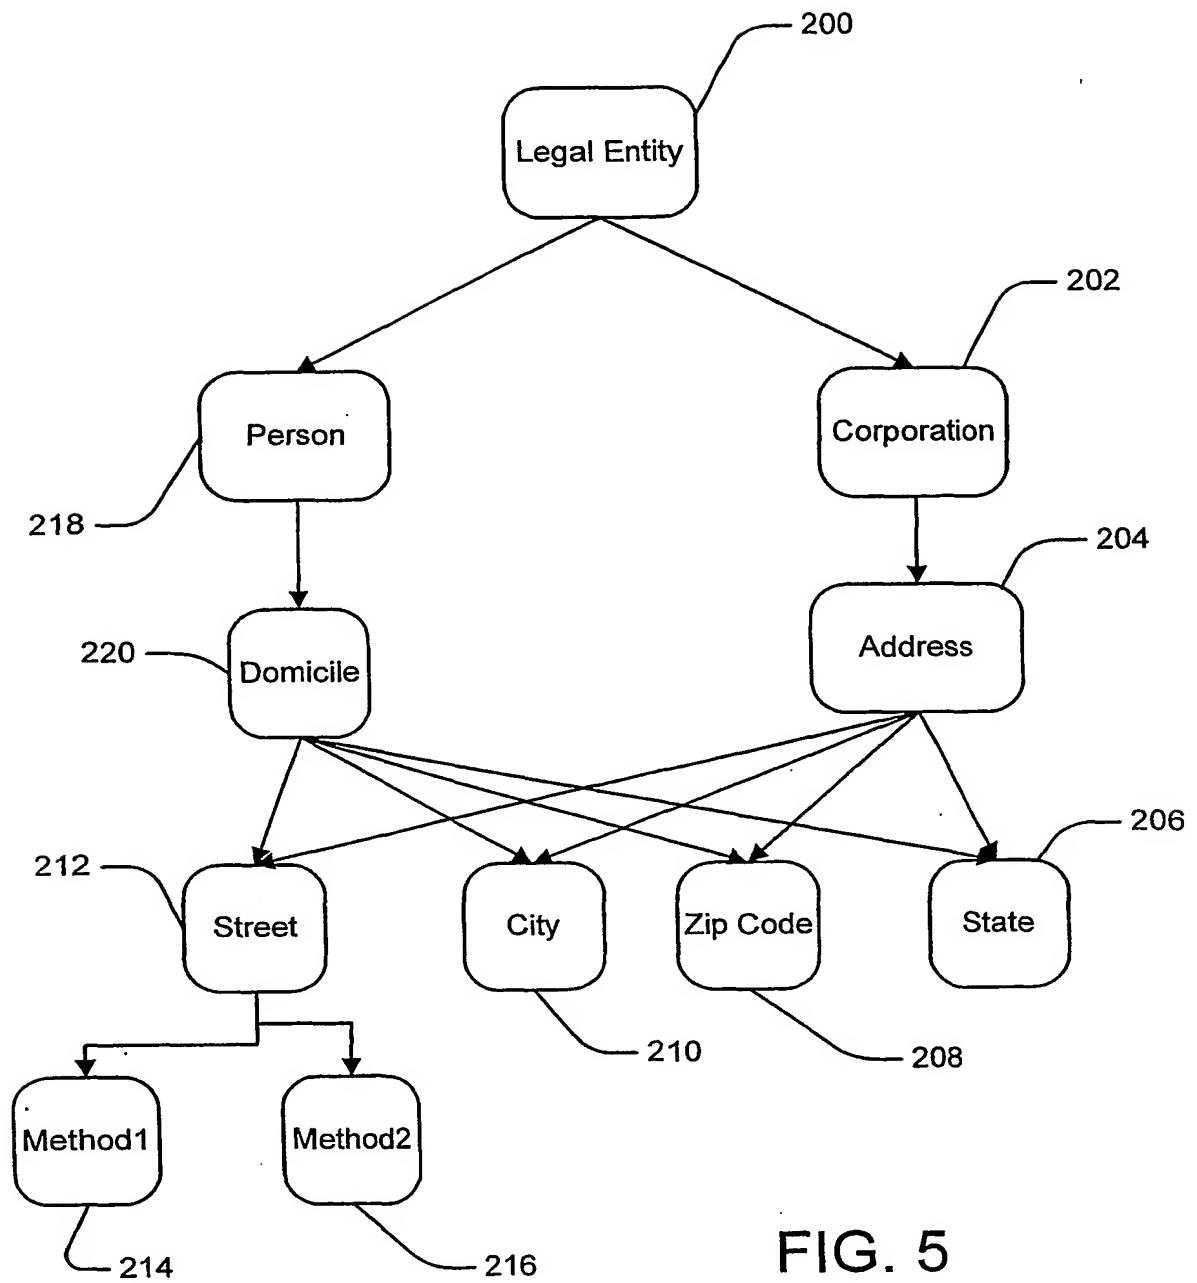 200
Legal Entity
202
Person
Corporation
218
204
220
Domicile
Address
206
212
Street
City
Zip Code
State
210
208
Method1
Method2
214
216
FIG. 5